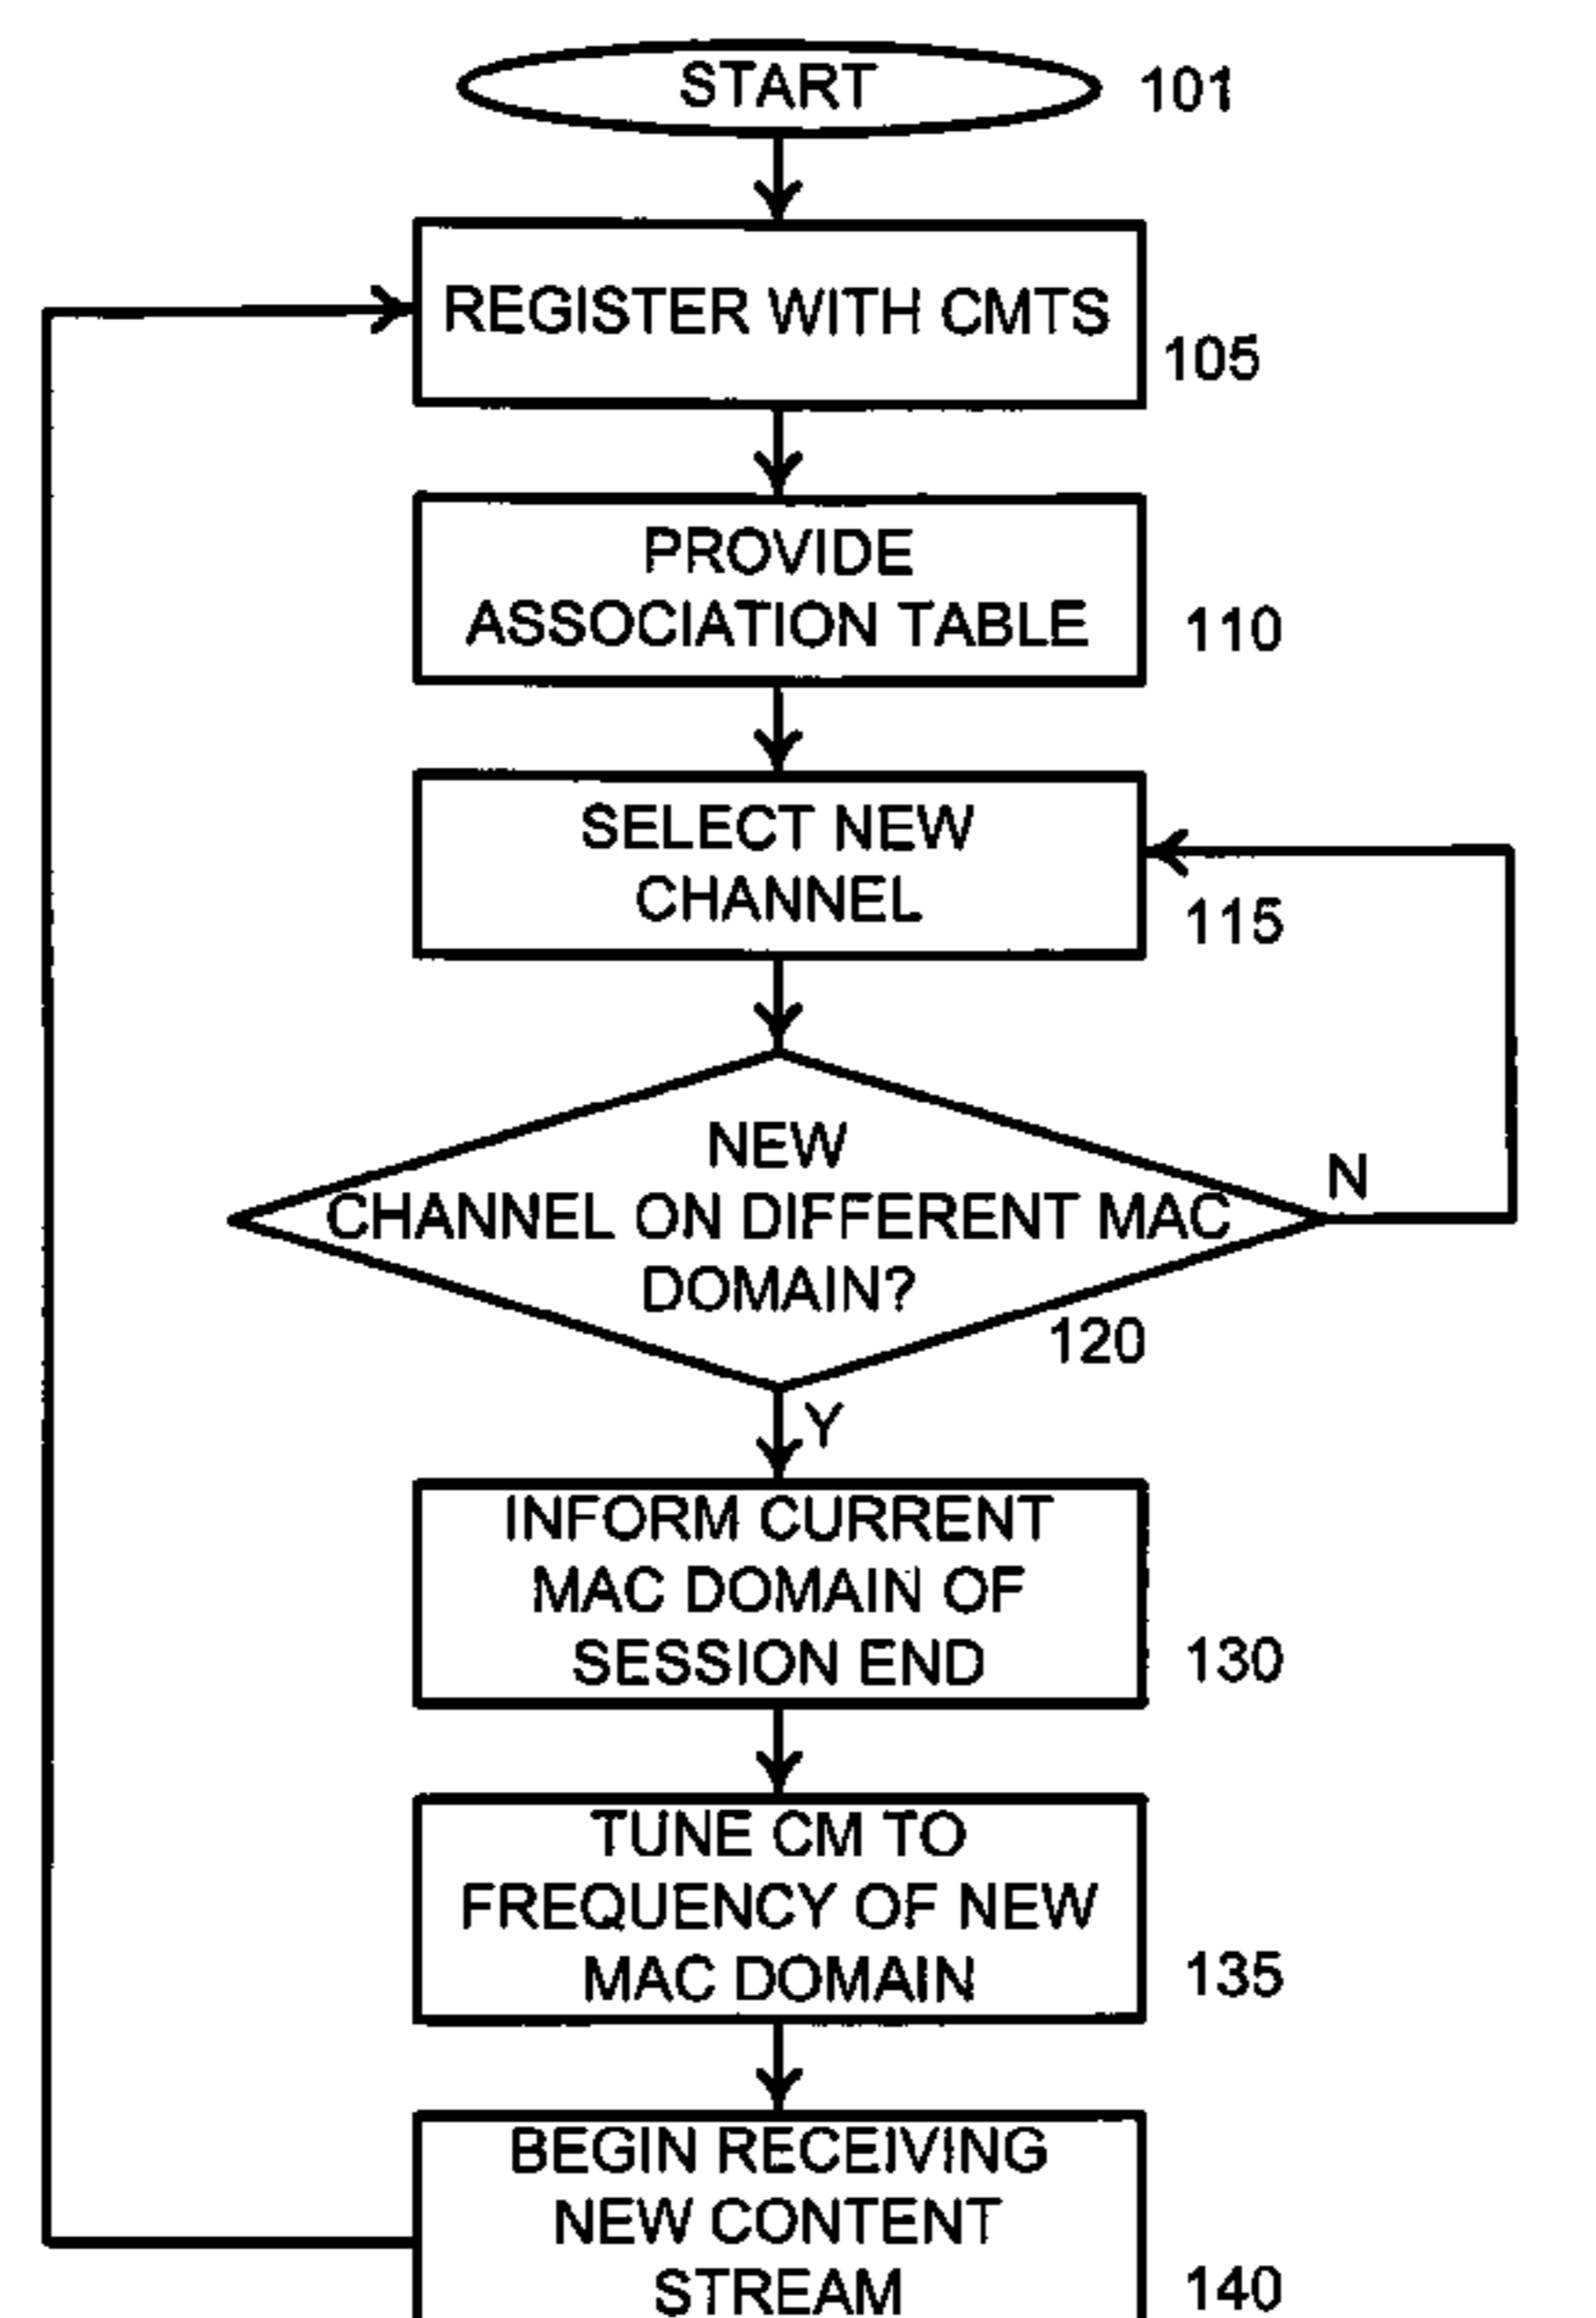 START
101
REGISTER WITH CMTS
105
PROVIDE
ASSOCIATION TABLE
110
SELECT NEW
CHANNEL
115
NEW
CHANNEL ON DIFFERENT MAC
DOMAIN?
N
120
Y
INFORM CURRENT
MAC DOMAIN OF
SESSION END
130
TUNE CM TO
FREQUENCY OF NEW
MAC DOMAIN
135
BEGIN RECEIVING
NEW CONTENT
STREAM
140